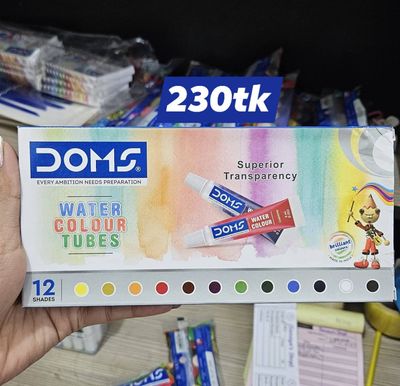 230tk
DOMS®
EVERY AMBITION NEEDS PREPARATION
Superior
Transparency
WATER
COLOUR
TUBES
DOMS
DOMS
WATER
COLOUR
brilliant
12
SHADES